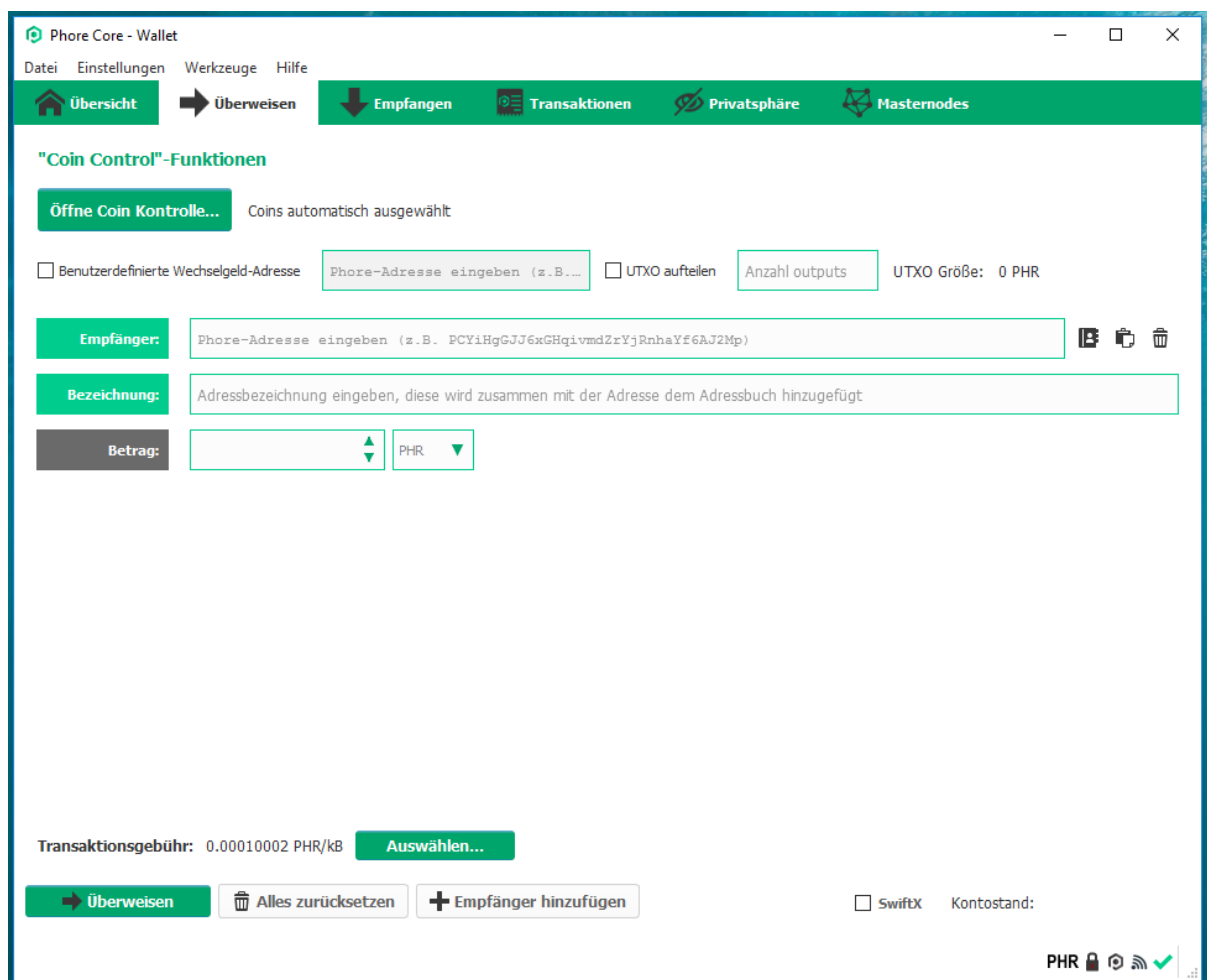 Phore Core - Wallet
Datei Einstellungen Werkzeuge Hilfe
Übersicht Überweisen Empfangen Transaktionen Privatsphäre Masternodes
"Coin Control"-Funktionen
Öffne Coin Kontrolle... Coins automatisch ausgewählt
Benutzerdefinierte Wechselgeld-Adresse Phore-Adresse eingeben (z.B.… UTXO aufteilen Anzahl outputs UTXO Größe: 0 PHR
Empfänger: Phore-Adresse eingeben (z.B. PCYiHgGJJ6xGHqivmdZrYjRnhaYf6AJ2Mp)
Bezeichnung: Adressbezeichnung eingeben, diese wird zusammen mit der Adresse dem Adressbuch hinzugefügt
Betrag: PHR
Transaktionsgebühr: 0.00010002 PHR/kB Auswählen...
Überweisen Alles zurücksetzen Empfänger hinzufügen SwiftX Kontostand:
PHR